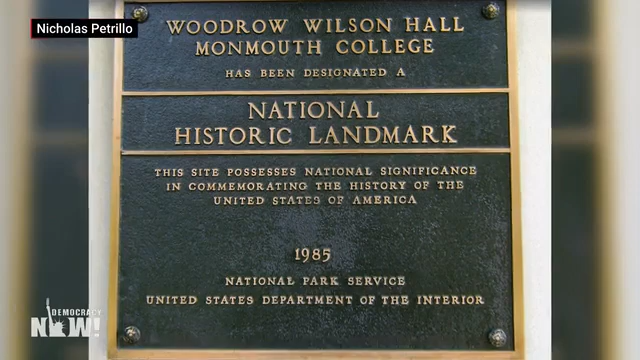 Nicholas Petrillo
WOODROW WILSON HALL
MONMOUTH COLLEGE
HAS BEEN DESIGNATED A
NATIONAL
HISTORIC LANDMARK
THIS SITE POSSESSES NATIONAL SIGNIFICANCE
IN COMMEMORATING THE HISTORY OF THE
UNITED STATES OF AMERICA
1985
NATIONAL PARK SERVICE
UNITED STATES DEPARTMENT OF THE INTERIOR
DEMOCRACY
NOW!